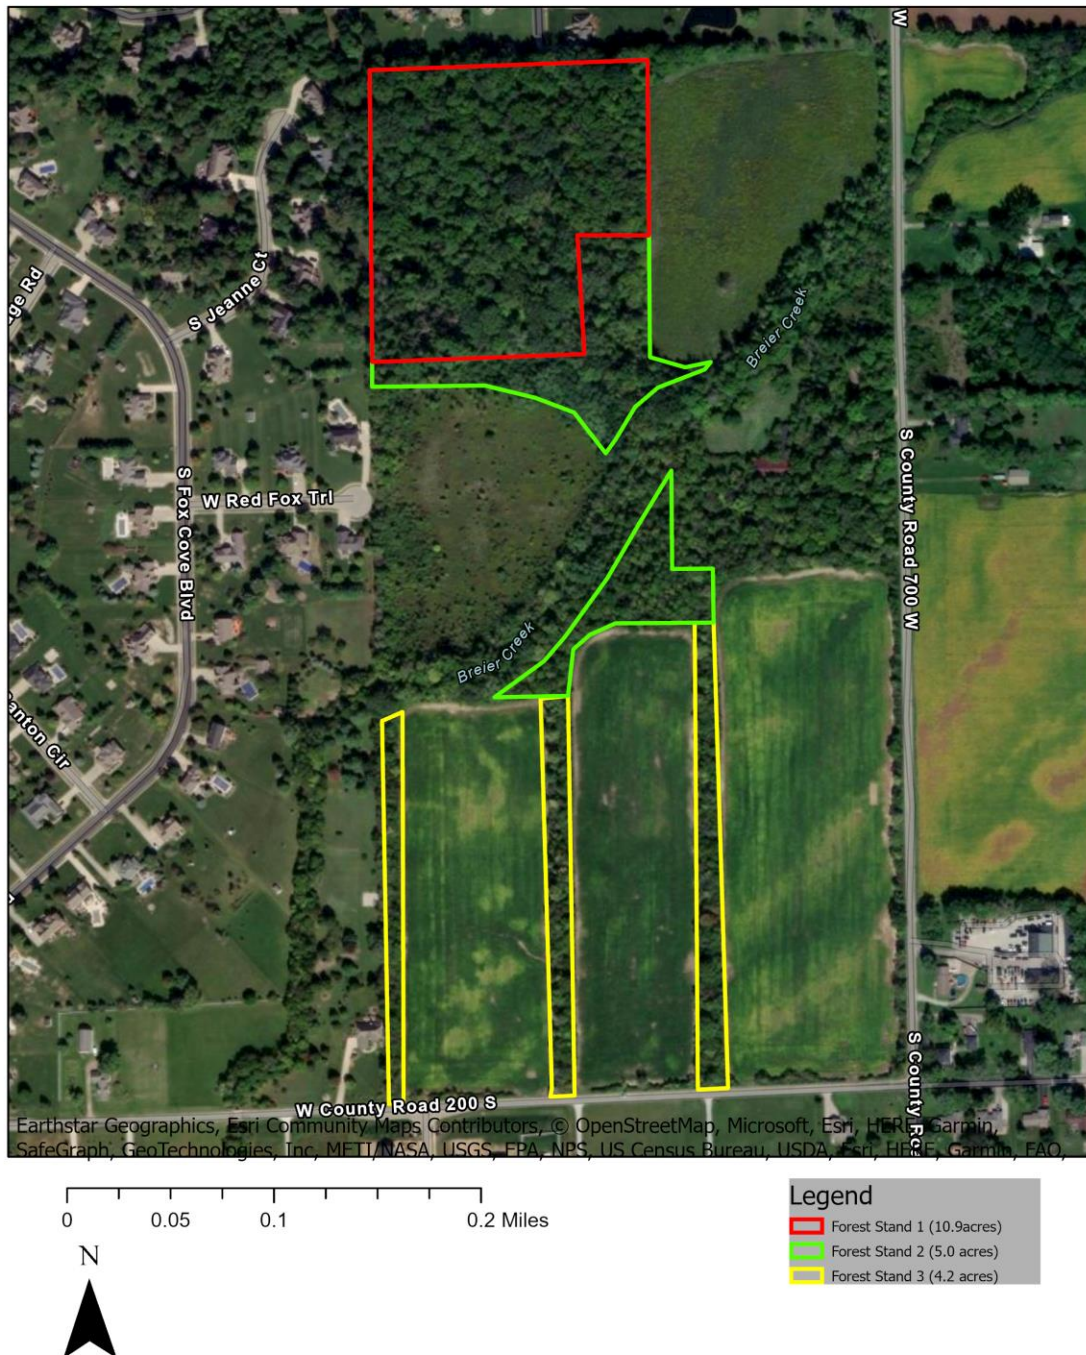 W
S Jeanne Ct
Breier Creek
S County Road 700 W
W Red Fox Trl
S Fox Cove Blvd
Breier Creek
anton Cir
S County Ro
W County Road 200 S
Earthstar Geographics, Esri Community Maps Contributors, © OpenStreetMap, Microsoft, Esri, HERE, Garmin,
SafeGraph, GeoTechnologies, Inc, METI/NASA, USGS, EPA, NPS, US Census Bureau, USDA, Esri, HERE, Garmin, FAO,
0 0.05 0.1 0.2 Miles
N
Legend
Forest Stand 1 (10.9acres)
Forest Stand 2 (5.0 acres)
Forest Stand 3 (4.2 acres)